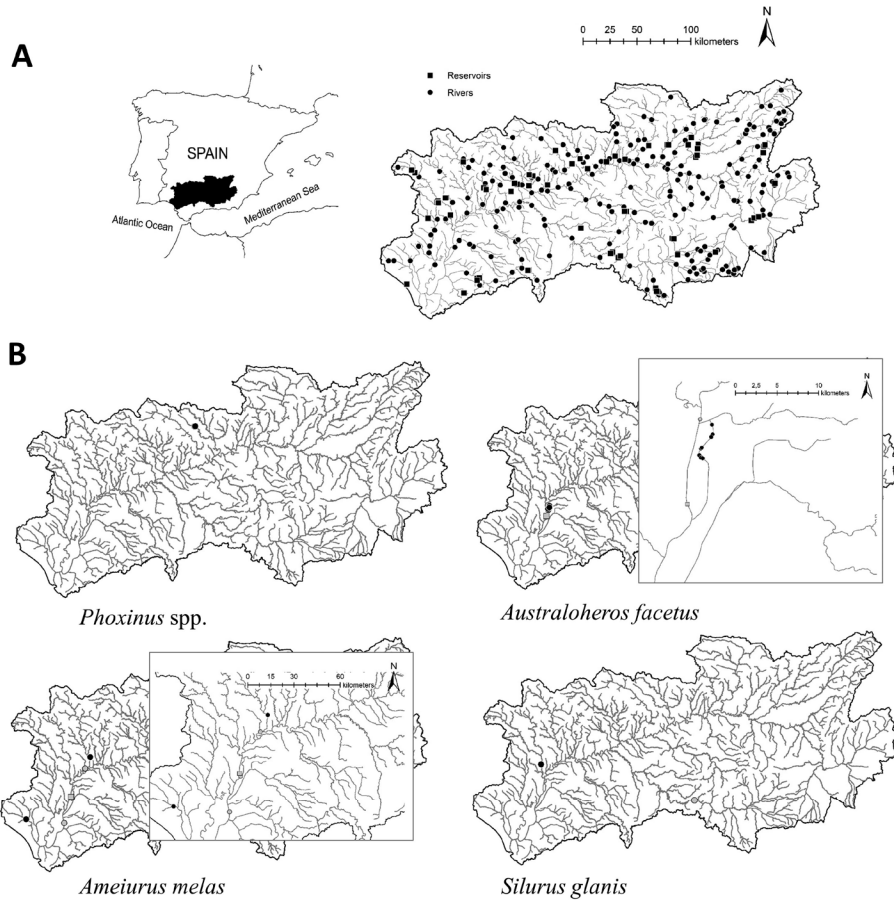 A
N
0 25 50 100
kilometers
Reservoirs
Rivers
SPAIN
Atlantic Ocean
Mediterranean Sea
B
N
0 2,5 5 10
kilometers
Phoxinus spp.
Australoheros facetus
N
0 15 30 60
kilometers
Ameiurus melas
Silurus glanis